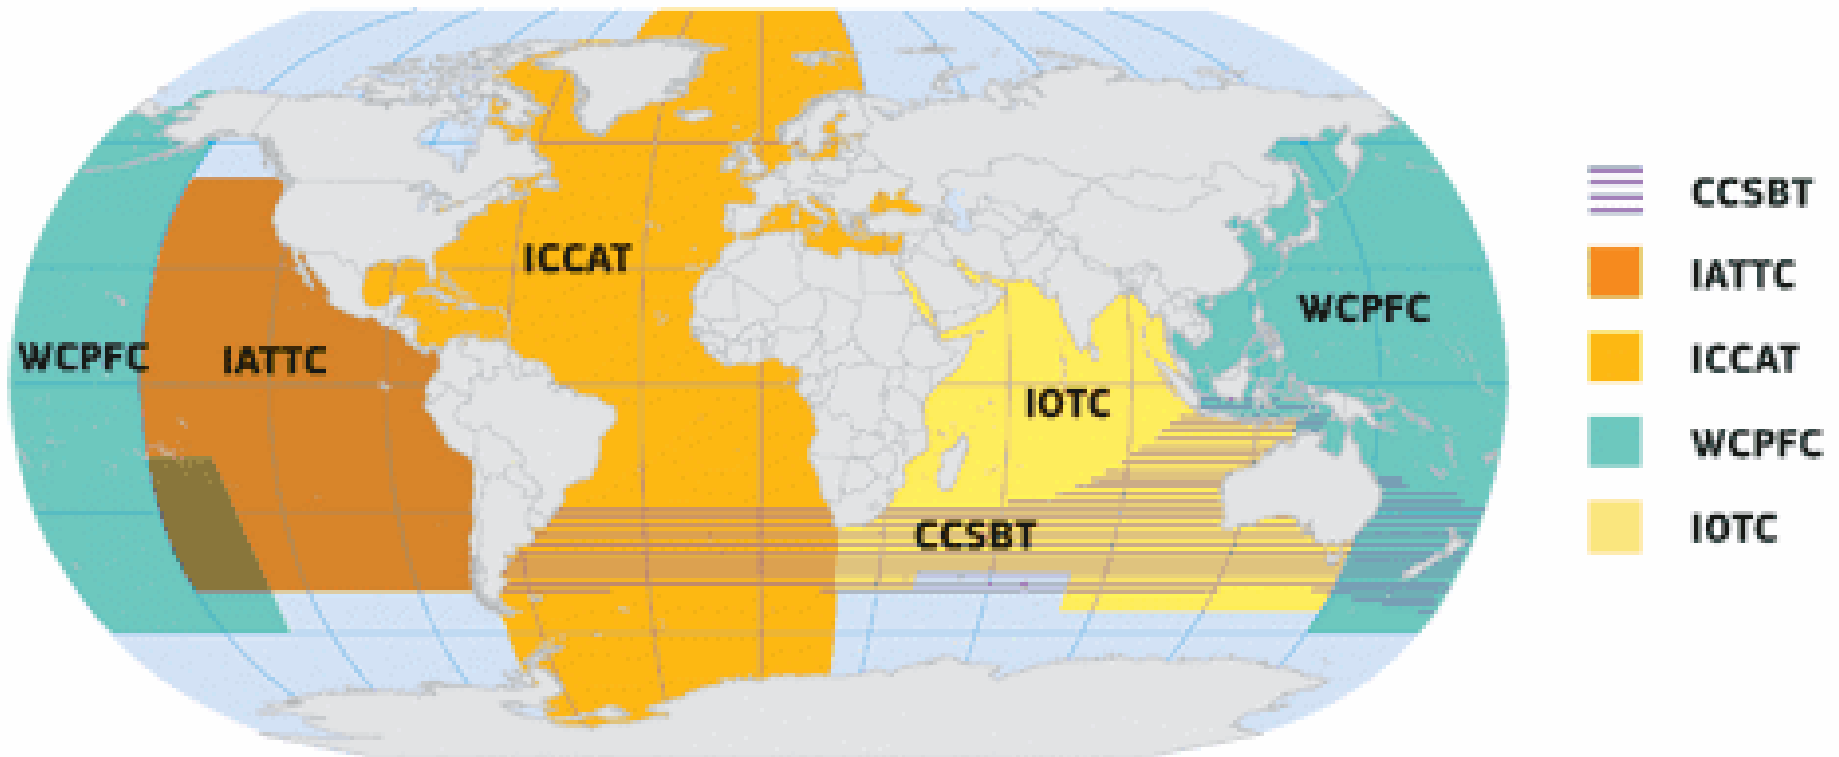 ICCAT
WCPFC
WCPFC
IATTC
IOTC
CCSBT
CCSBT
IATTC
ICCAT
WCPFC
IOTC